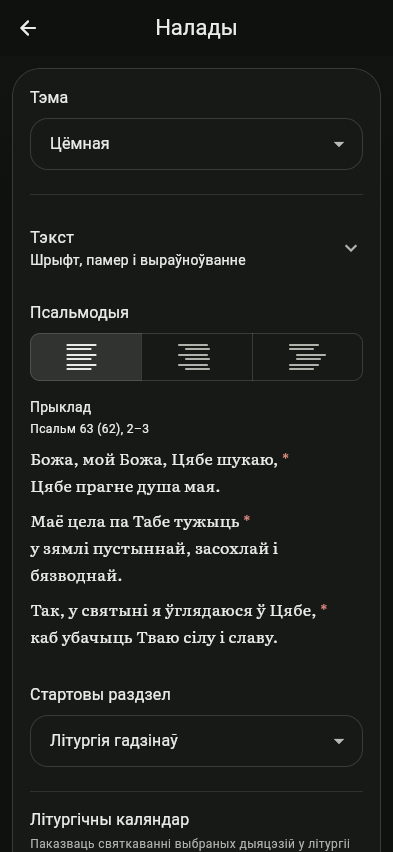 Налады
Тэма
Цёмная
Тэкст
Шрыфт, памер і выраўноўванне
Псальмодыя
Прыклад
Псальм 63 (62), 2–3
Божа, мой Божа, Цябе шукаю, *
Цябе прагне душа мая.
Маё цела па Табе тужыць *
у зямлі пустыннай, засохлай і
бязводнай.
Так, у святыні я ўглядаюся ў Цябе, *
каб убачыць Тваю сілу і славу.
Стартовы раздзел
Літургія гадзінаў
Літургічны каляндар
Паказваць святкаванні выбраных дыяцэзій у літургіі